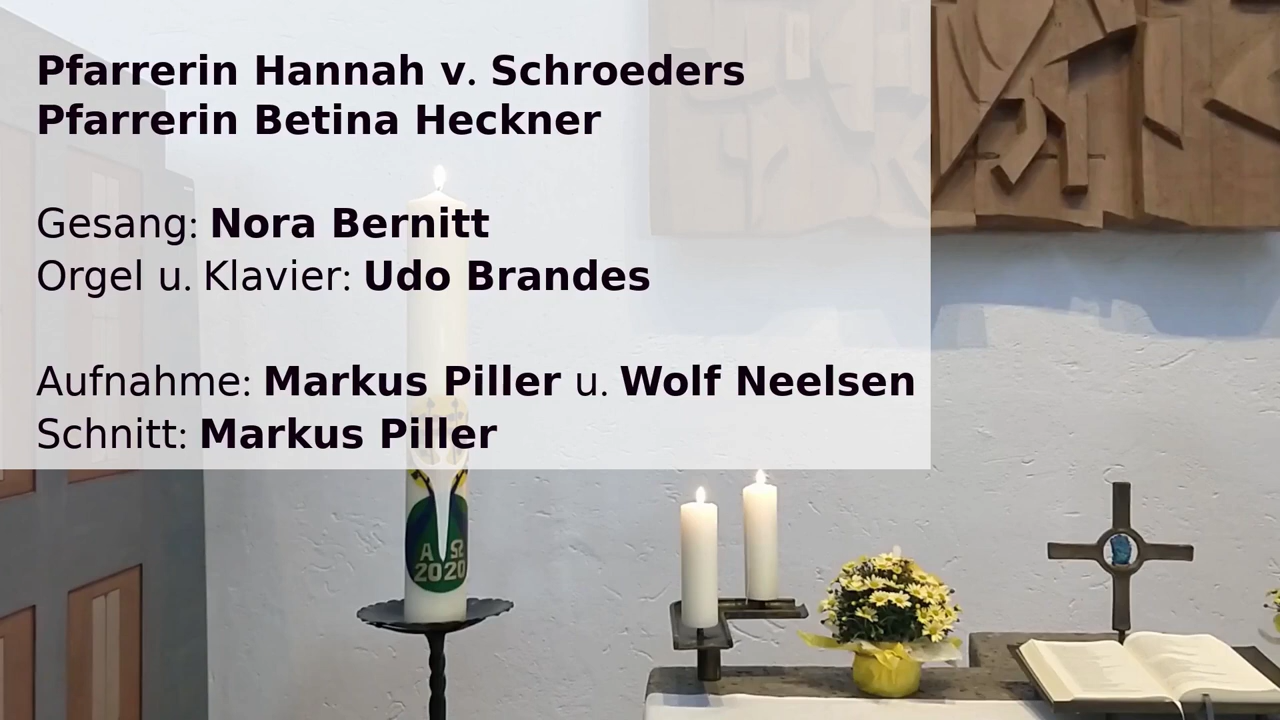 Pfarrerin Hannah v. Schroeders
Pfarrerin Betina Heckner
Gesang: Nora Bernitt
Orgel u. Klavier: Udo Brandes
Aufnahme: Markus Piller u. Wolf Neelsen
Schnitt: Markus Piller
A Ω
2020